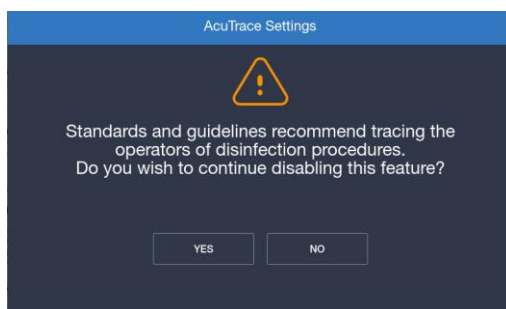 AcuTrace Settings
Standards and guidelines recommend tracing the
operators of disinfection procedures.
Do you wish to continue disabling this feature?
YES
NO